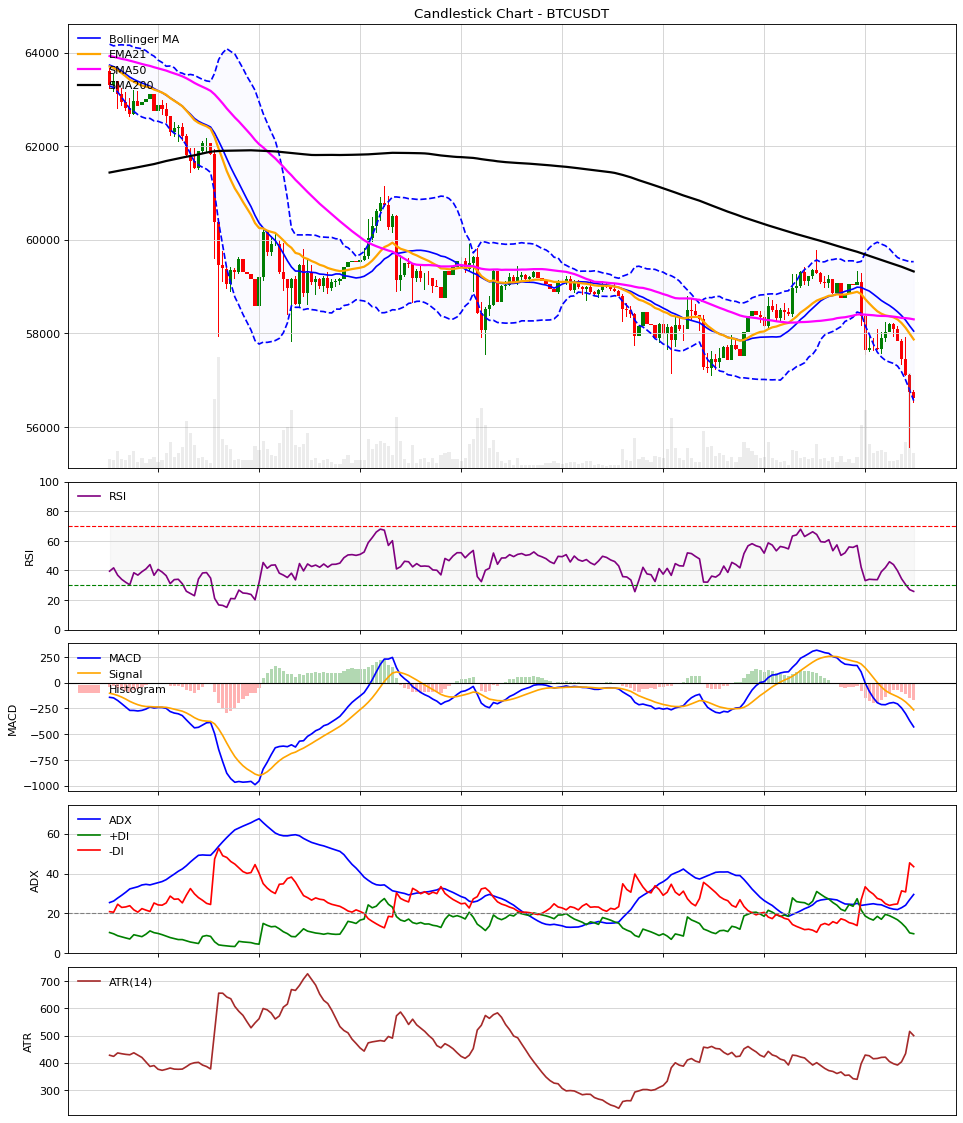 Candlestick Chart - BTCUSDT
Bollinger MA
EMA21
SMA50
SMA200
64000
62000
60000
58000
56000
RSI
RSI
100
80
60
40
20
0
MACD
Signal
Histogram
MACD
250
0
−250
−500
−750
−1000
ADX
+DI
-DI
ADX
60
40
20
0
ATR(14)
ATR
700
600
500
400
300